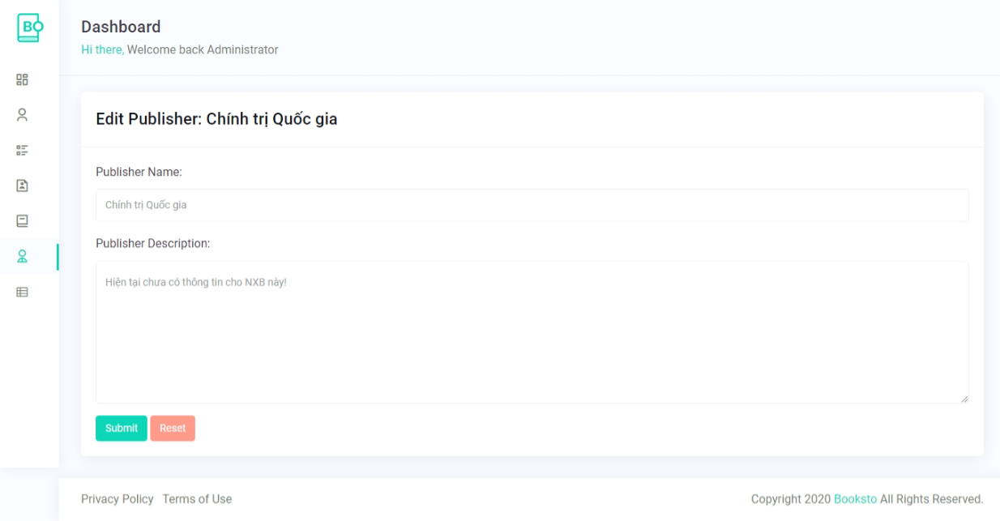 BO
Dashboard
Hi there, Welcome back Administrator
Edit Publisher: Chính trị Quốc gia
Publisher Name:
Chính trị Quốc gia
Publisher Description:
Hiện tại chưa có thông tin cho NXB này!
Submit Reset
Privacy Policy Terms of Use
Copyright 2020 Booksto All Rights Reserved.